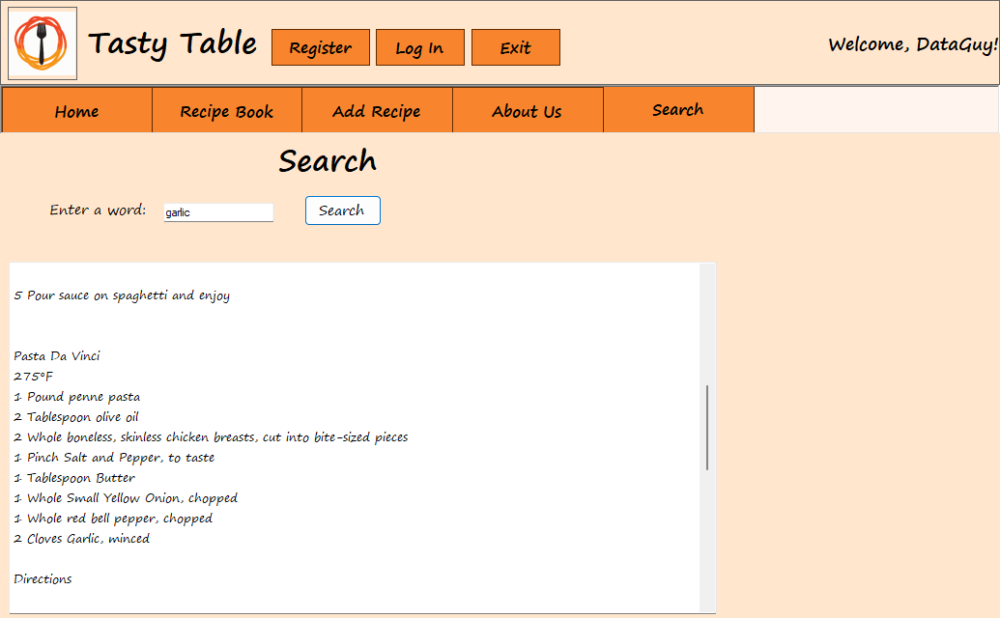 Tasty Table
Register
Log In
Exit
Welcome, DataGuy!
Home
Recipe Book
Add Recipe
About Us
Search
Search
Enter a word:
garlic
Search
5 Pour sauce on spaghetti and enjoy
Pasta Da Vinci
275°F
1 Pound penne pasta
2 Tablespoon olive oil
2 Whole boneless, skinless chicken breasts, cut into bite-sized pieces
1 Pinch Salt and Pepper, to taste
1 Tablespoon Butter
1 Whole Small Yellow Onion, chopped
1 Whole red bell pepper, chopped
2 Cloves Garlic, minced
Directions